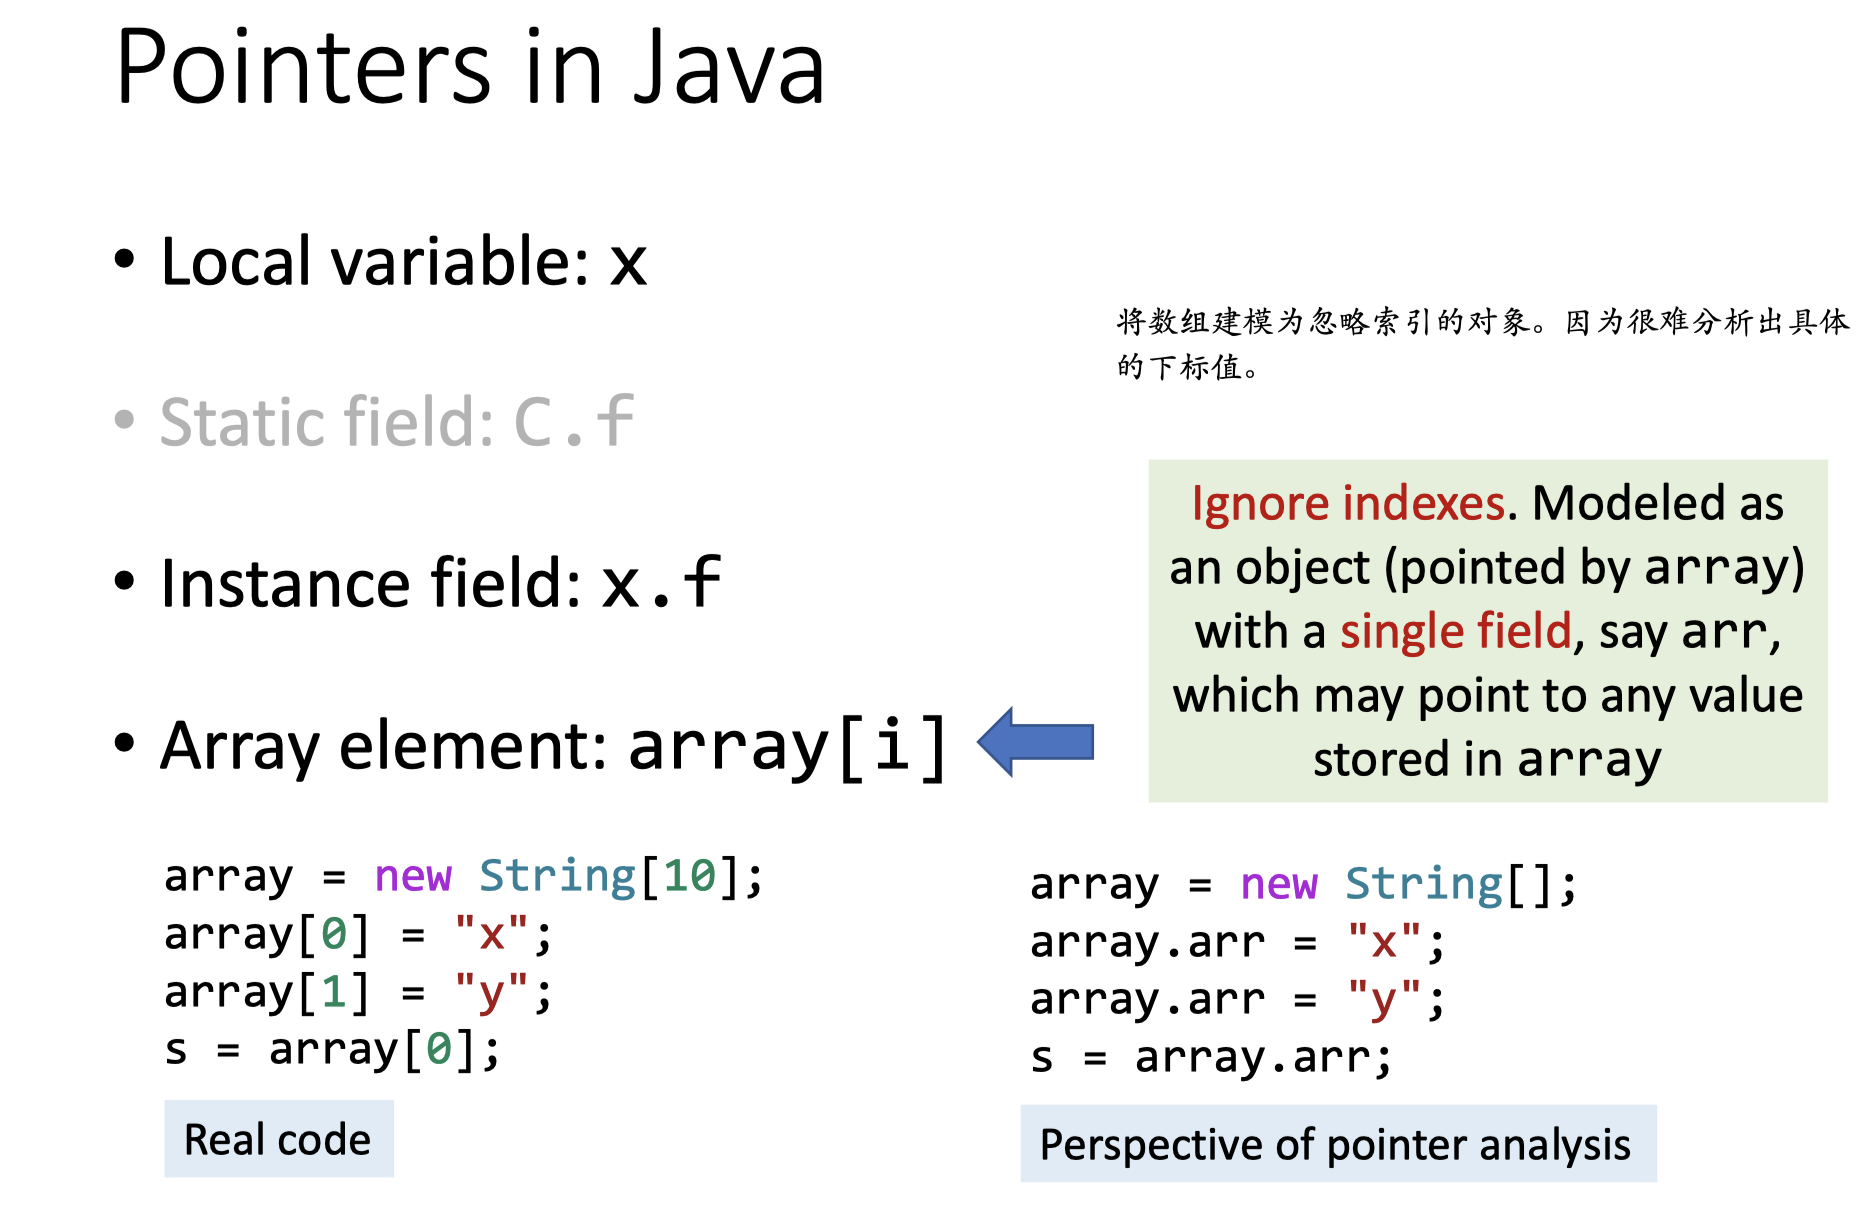 Pointers in Java
• Local variable: x
将数组建模为忽略索引的对象。因为很难分析出具体
的下标值。
• Static field: C.f
• Instance field: x.f
• Array element: array[i]
Ignore indexes. Modeled as
an object (pointed by array)
with a single field, say arr,
which may point to any value
stored in array
array = new String[10];
array[0] = "x";
array[1] = "y";
s = array[0];
Real code
array = new String[];
array.arr = "x";
array.arr = "y";
s = array.arr;
Perspective of pointer analysis